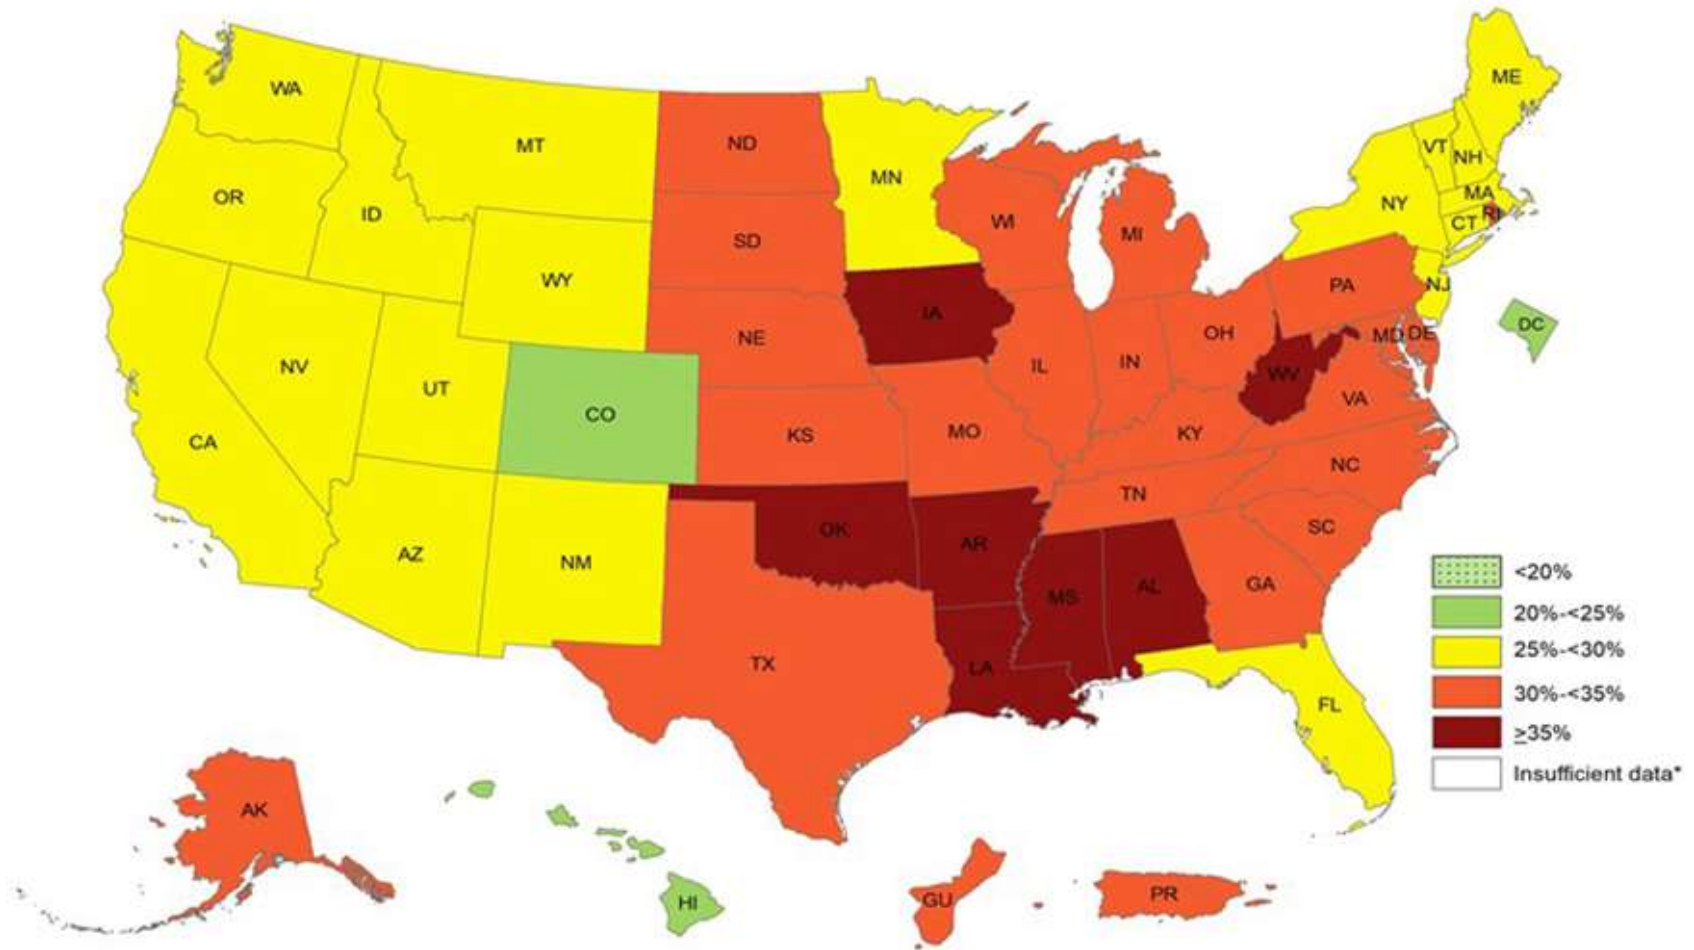 WA
MT
ND
MN
ME
VT
NH
OR
ID
SD
WI
MI
NY
MA
CT
RI
WY
NE
IA
PA
NJ
NV
UT
CO
IL
IN
OH
MD
DE
DC
WV
VA
CA
KS
MO
KY
NC
TN
AZ
NM
OK
AR
SC
MS
AL
GA
TX
LA
FL
<20%
20%-<25%
25%-<30%
30%-<35%
≥35%
Insufficient data*
AK
HI
GU
PR